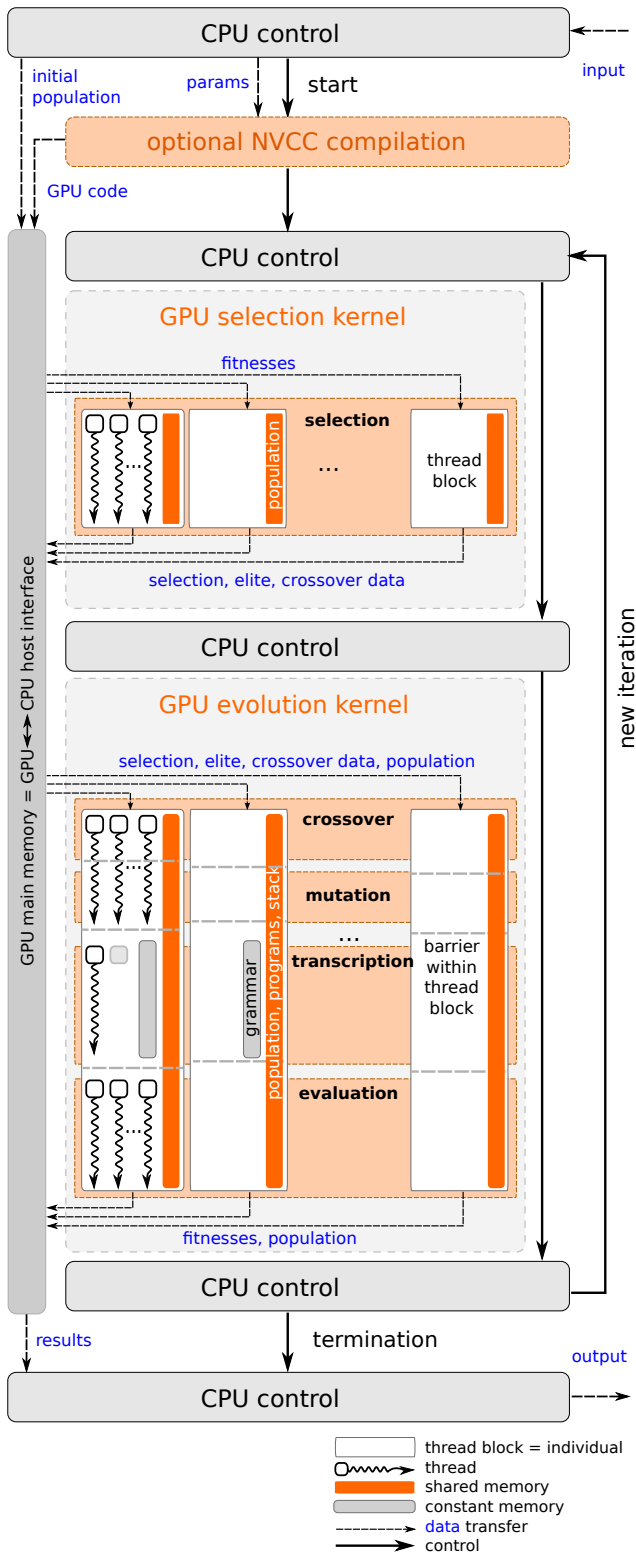 CPU control
input
initial
population
params
start
optional NVCC compilation
GPU code
CPU control
GPU selection kernel
fitnesses
selection
population
...
...
thread
block
selection, elite, crossover data
CPU control
GPU main memory = GPU CPU host interface
new iteration
GPU evolution kernel
selection, elite, crossover data, population
crossover
...
mutation
...
transcription
grammar
population, programs, stack
barrier
within
thread
block
evaluation
...
fitnesses, population
CPU control
results
termination
output
CPU control
thread block = individual
thread
shared memory
constant memory
data transfer
control